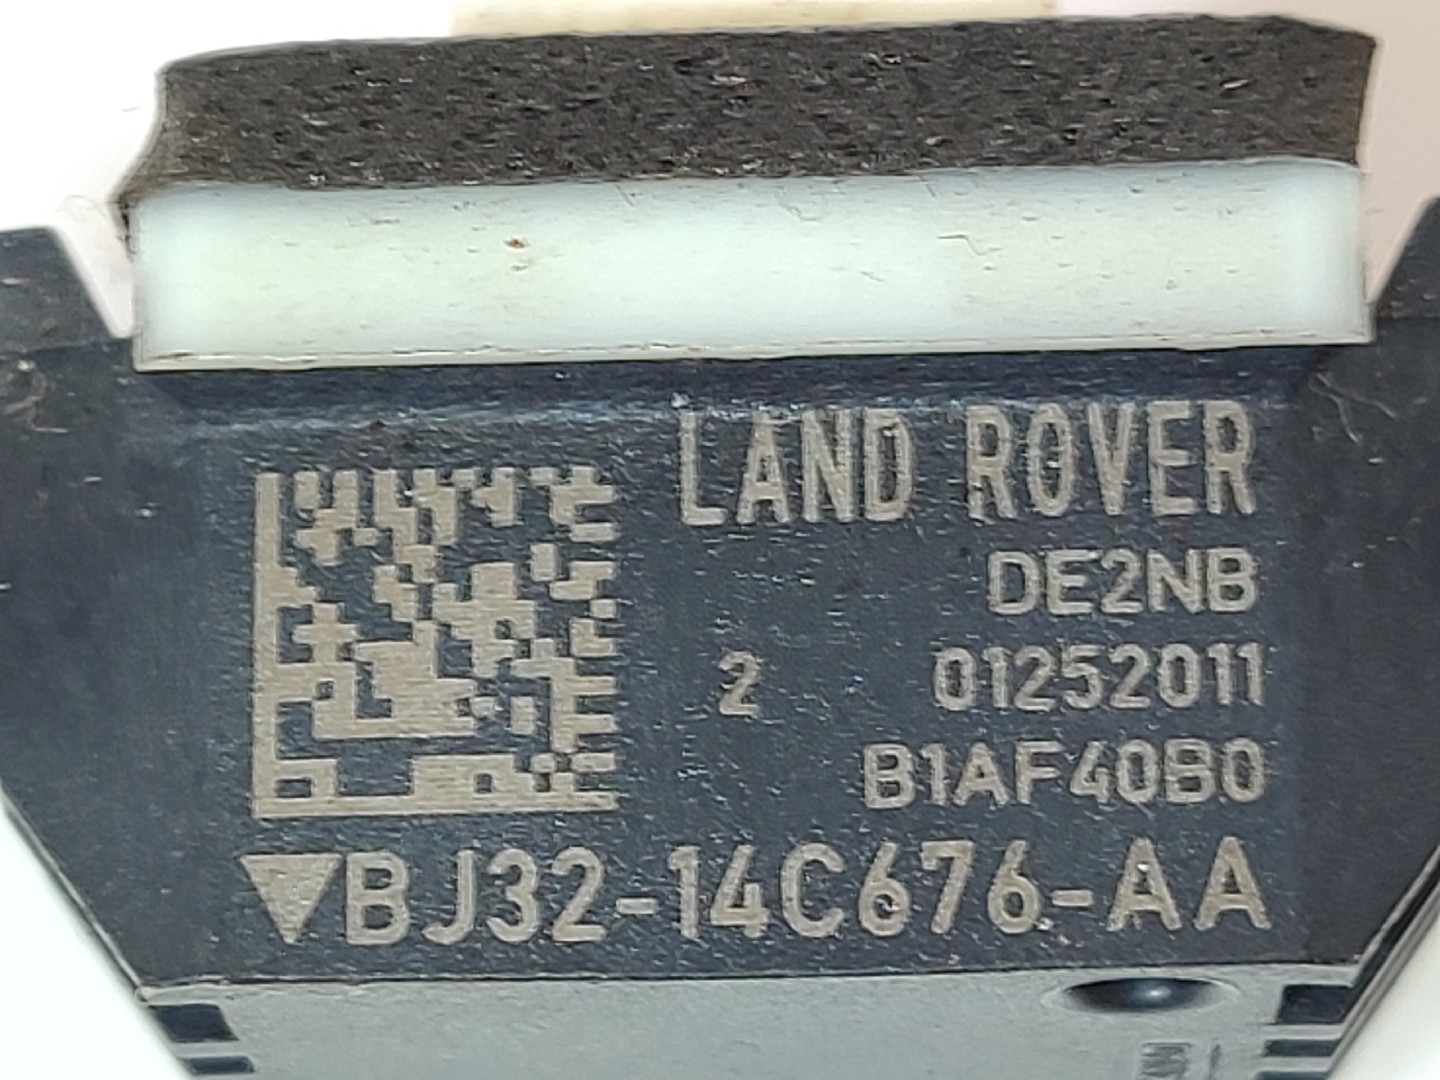 LAND ROVER
DE2NB
2 01252011
B1AF40B0
▼BJ32-14C676-AA